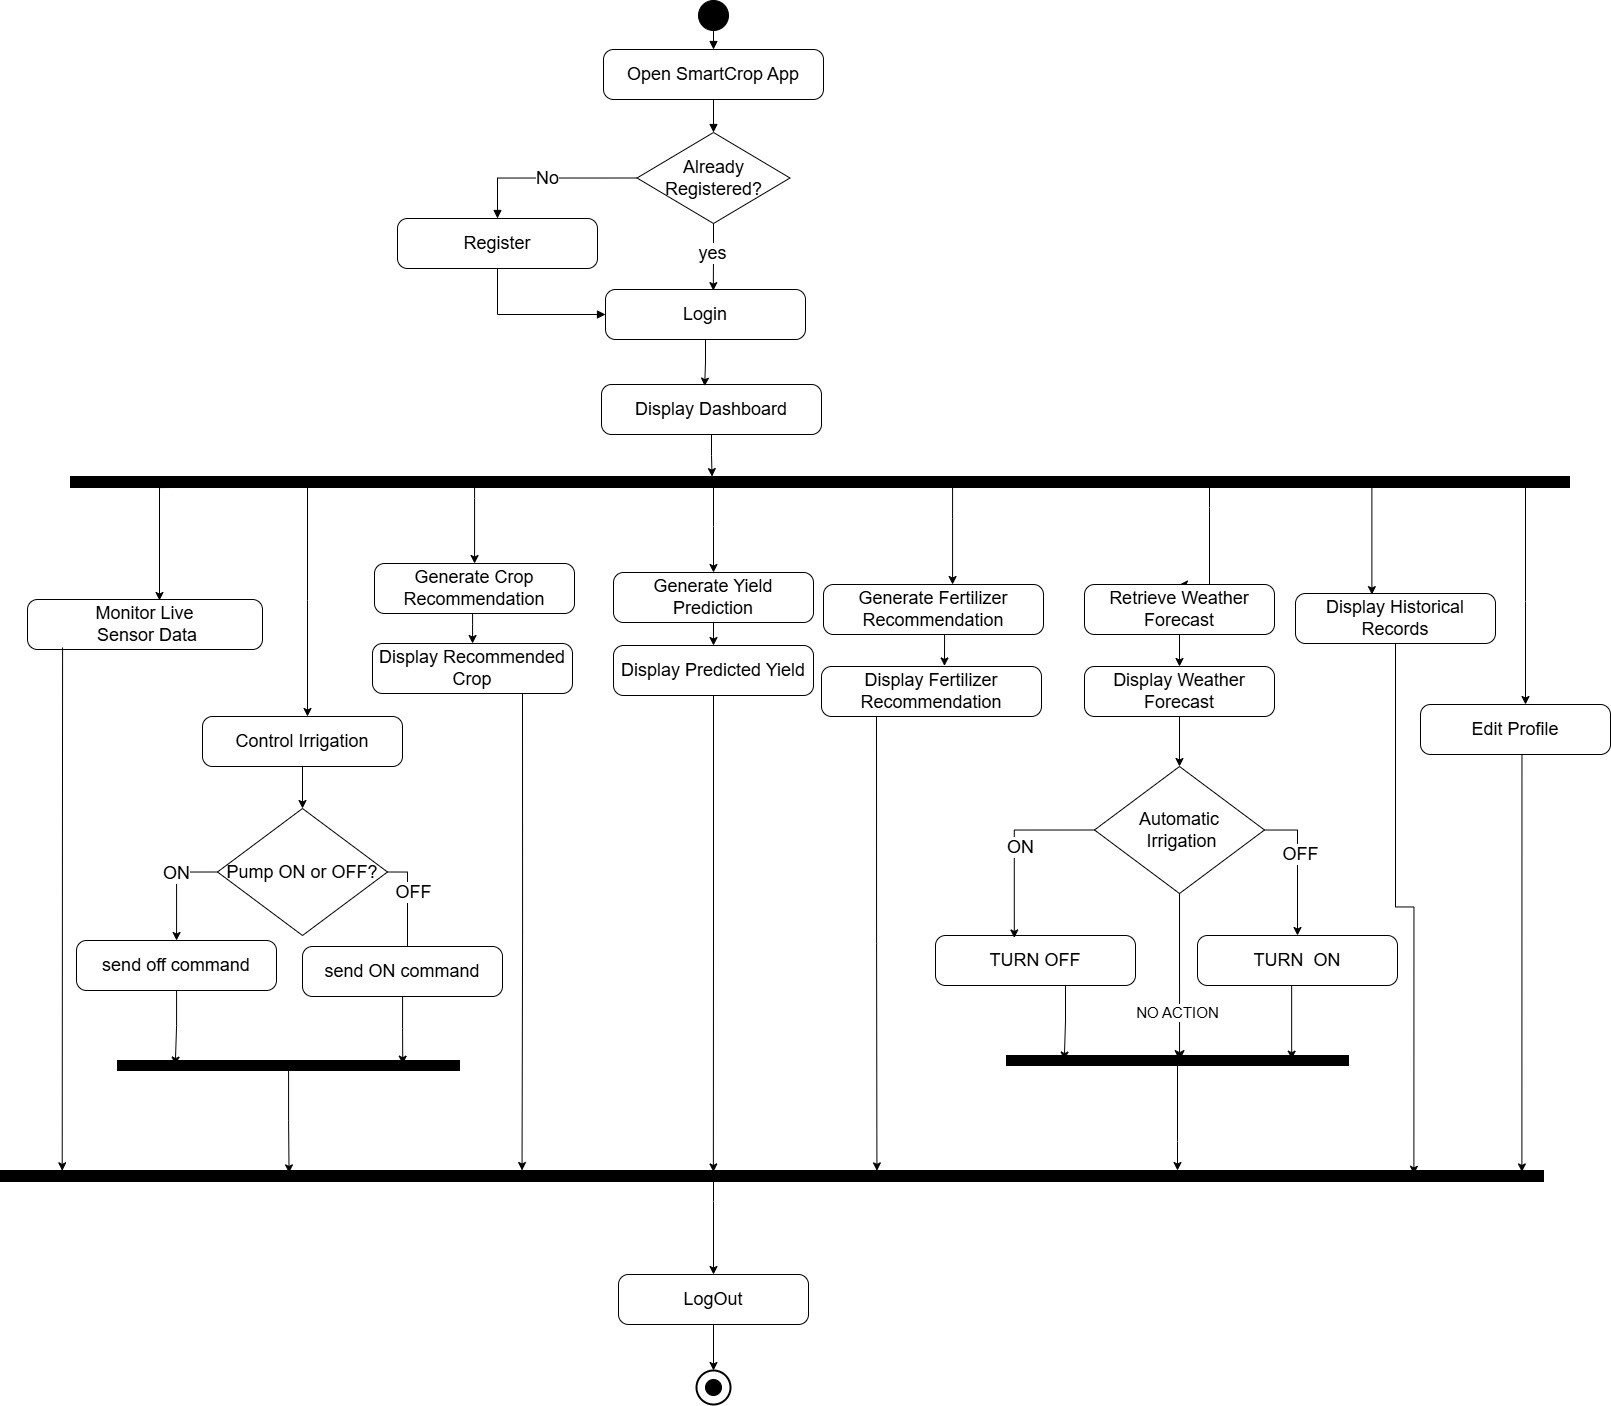 Open SmartCrop App
Already
Registered?
No
Register
yes
Login
Display Dashboard
Monitor Live
Sensor Data
Control Irrigation
Pump ON or OFF?
ON
OFF
send off command
send ON command
Generate Crop
Recommendation
Display Recommended
Crop
Generate Yield
Prediction
Display Predicted Yield
Generate Fertilizer
Recommendation
Display Fertilizer
Recommendation
Retrieve Weather
Forecast
Display Weather
Forecast
Automatic
Irrigation
ON
OFF
TURN OFF
TURN  ON
NO ACTION
Display Historical
Records
Edit Profile
LogOut